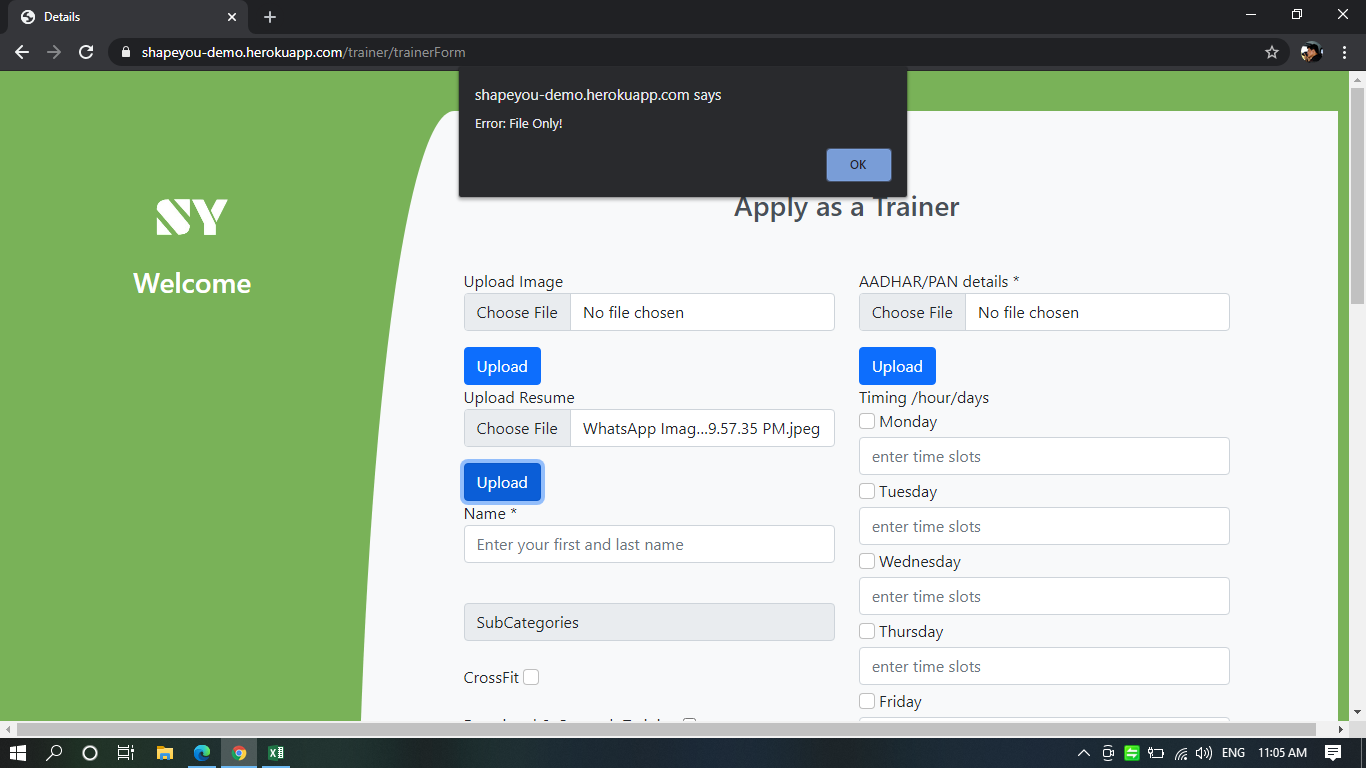 Details
shapeyou-demo.herokuapp.com/trainer/trainerForm
shapeyou-demo.herokuapp.com says
Error: File Only!
OK
SY
Welcome
Apply as a Trainer
Upload Image
Choose File No file chosen
Upload
Upload Resume
Choose File WhatsApp Imag...9.57.35 PM.jpeg
Upload
Name *
Enter your first and last name
SubCategories
CrossFit
AADHAR/PAN details *
Choose File No file chosen
Upload
Timing /hour/days
Monday
enter time slots
Tuesday
enter time slots
Wednesday
enter time slots
Thursday
enter time slots
Friday
ENG 11:05 AM